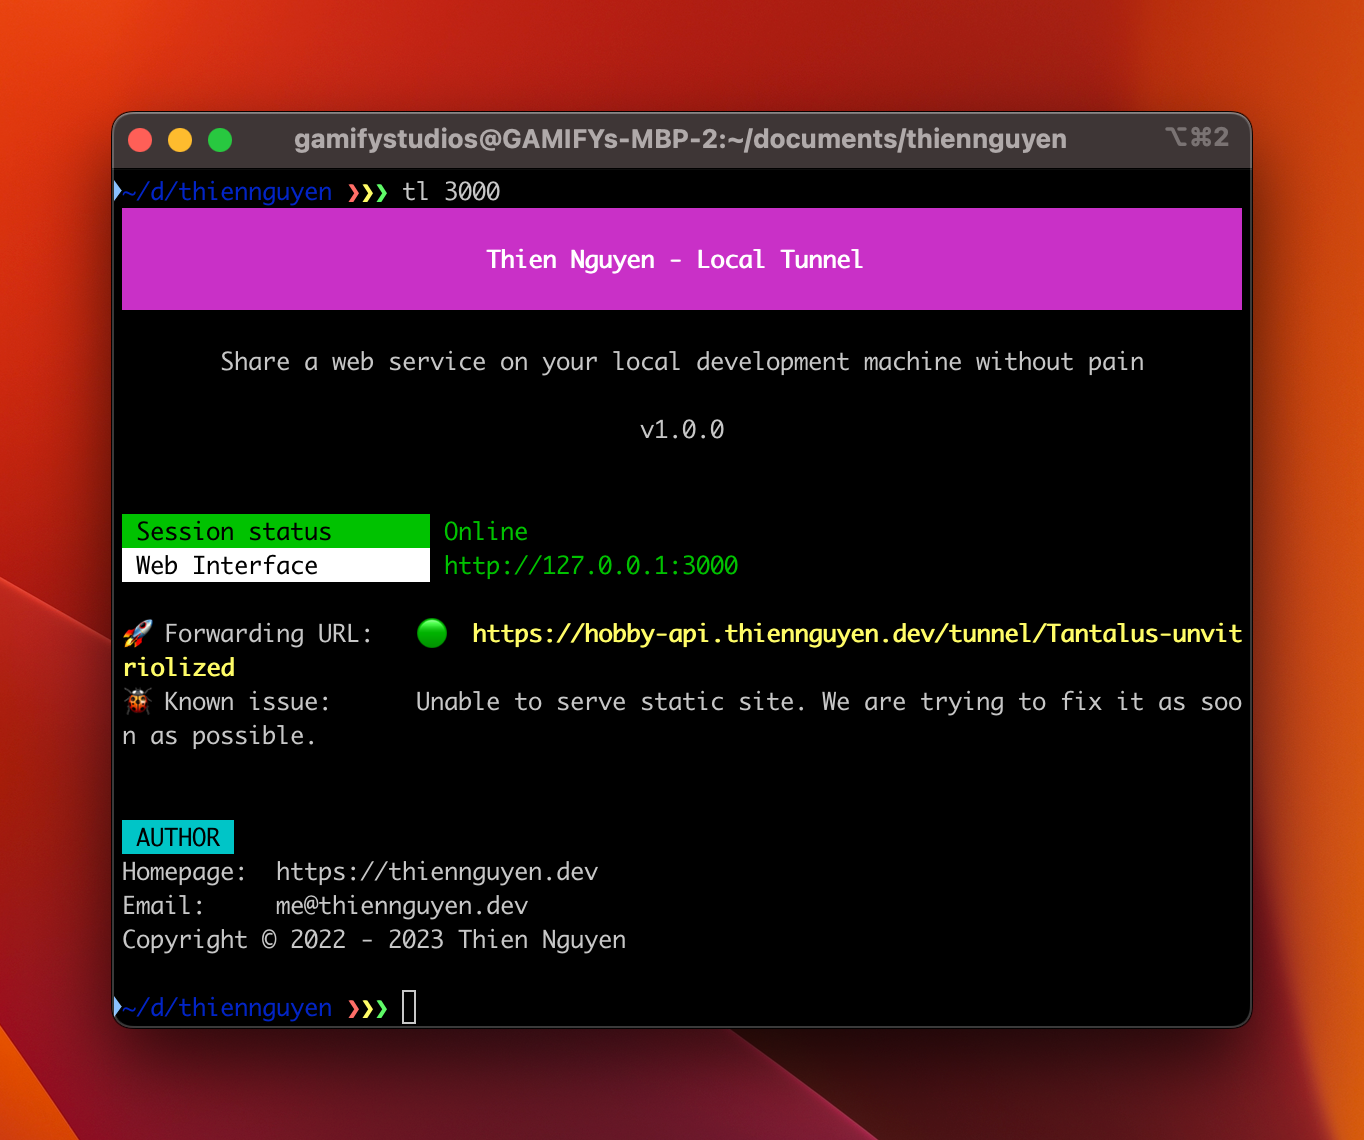 gamifystudios@GAMIFYs-MBP-2:~/documents/thiennguyen ⌥⌘2
~/d/thiennguyen ❯❯❯ tl 3000
Thien Nguyen - Local Tunnel
Share a web service on your local development machine without pain
v1.0.0
Session status Online
Web Interface http://127.0.0.1:3000
🚀 Forwarding URL: 🟢 https://hobby-api.thiennguyen.dev/tunnel/Tantalus-unvit
riolized
🐞 Known issue: Unable to serve static site. We are trying to fix it as soo
n as possible.
AUTHOR
Homepage: https://thiennguyen.dev
Email: me@thiennguyen.dev
Copyright © 2022 - 2023 Thien Nguyen
~/d/thiennguyen ❯❯❯